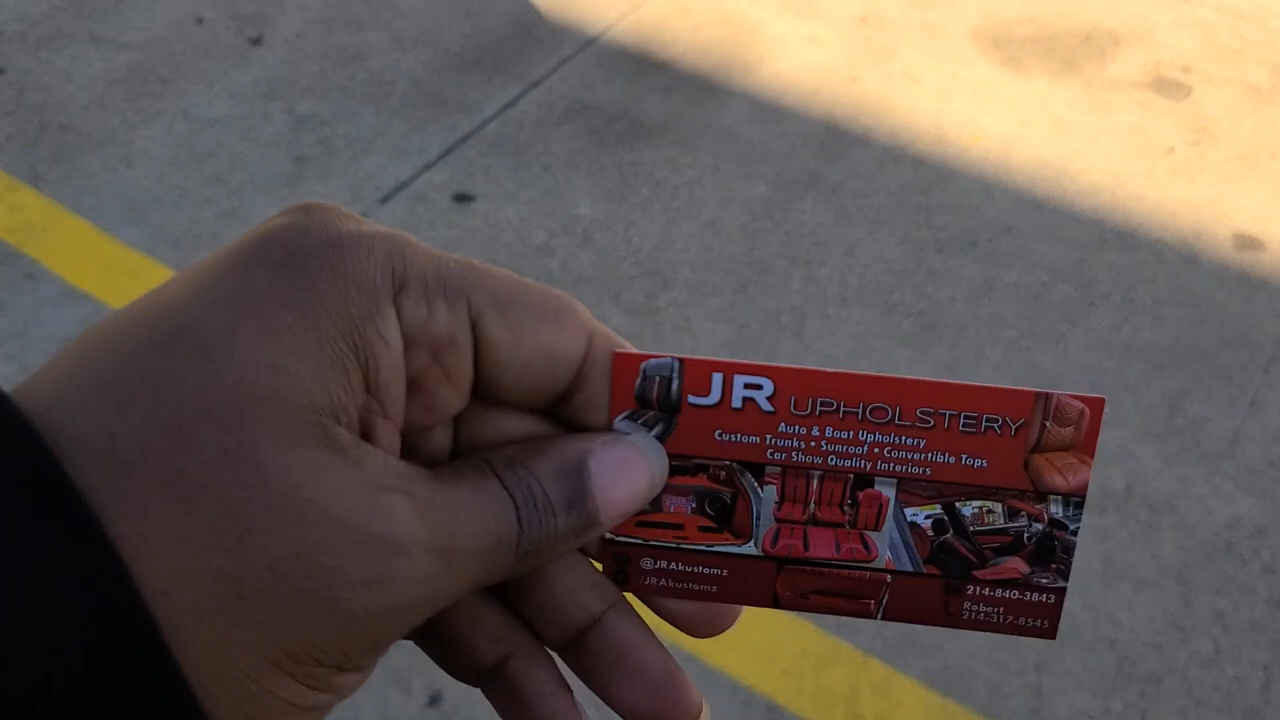 JR UPHOLSTERY
Auto & Boat Upholstery
Custom Trunks • Sunroof • Convertible Tops
Car Show Quality Interiors
@JRAkustomz
/JRAkustomz
214-840-3843
Robert
214-317-8545